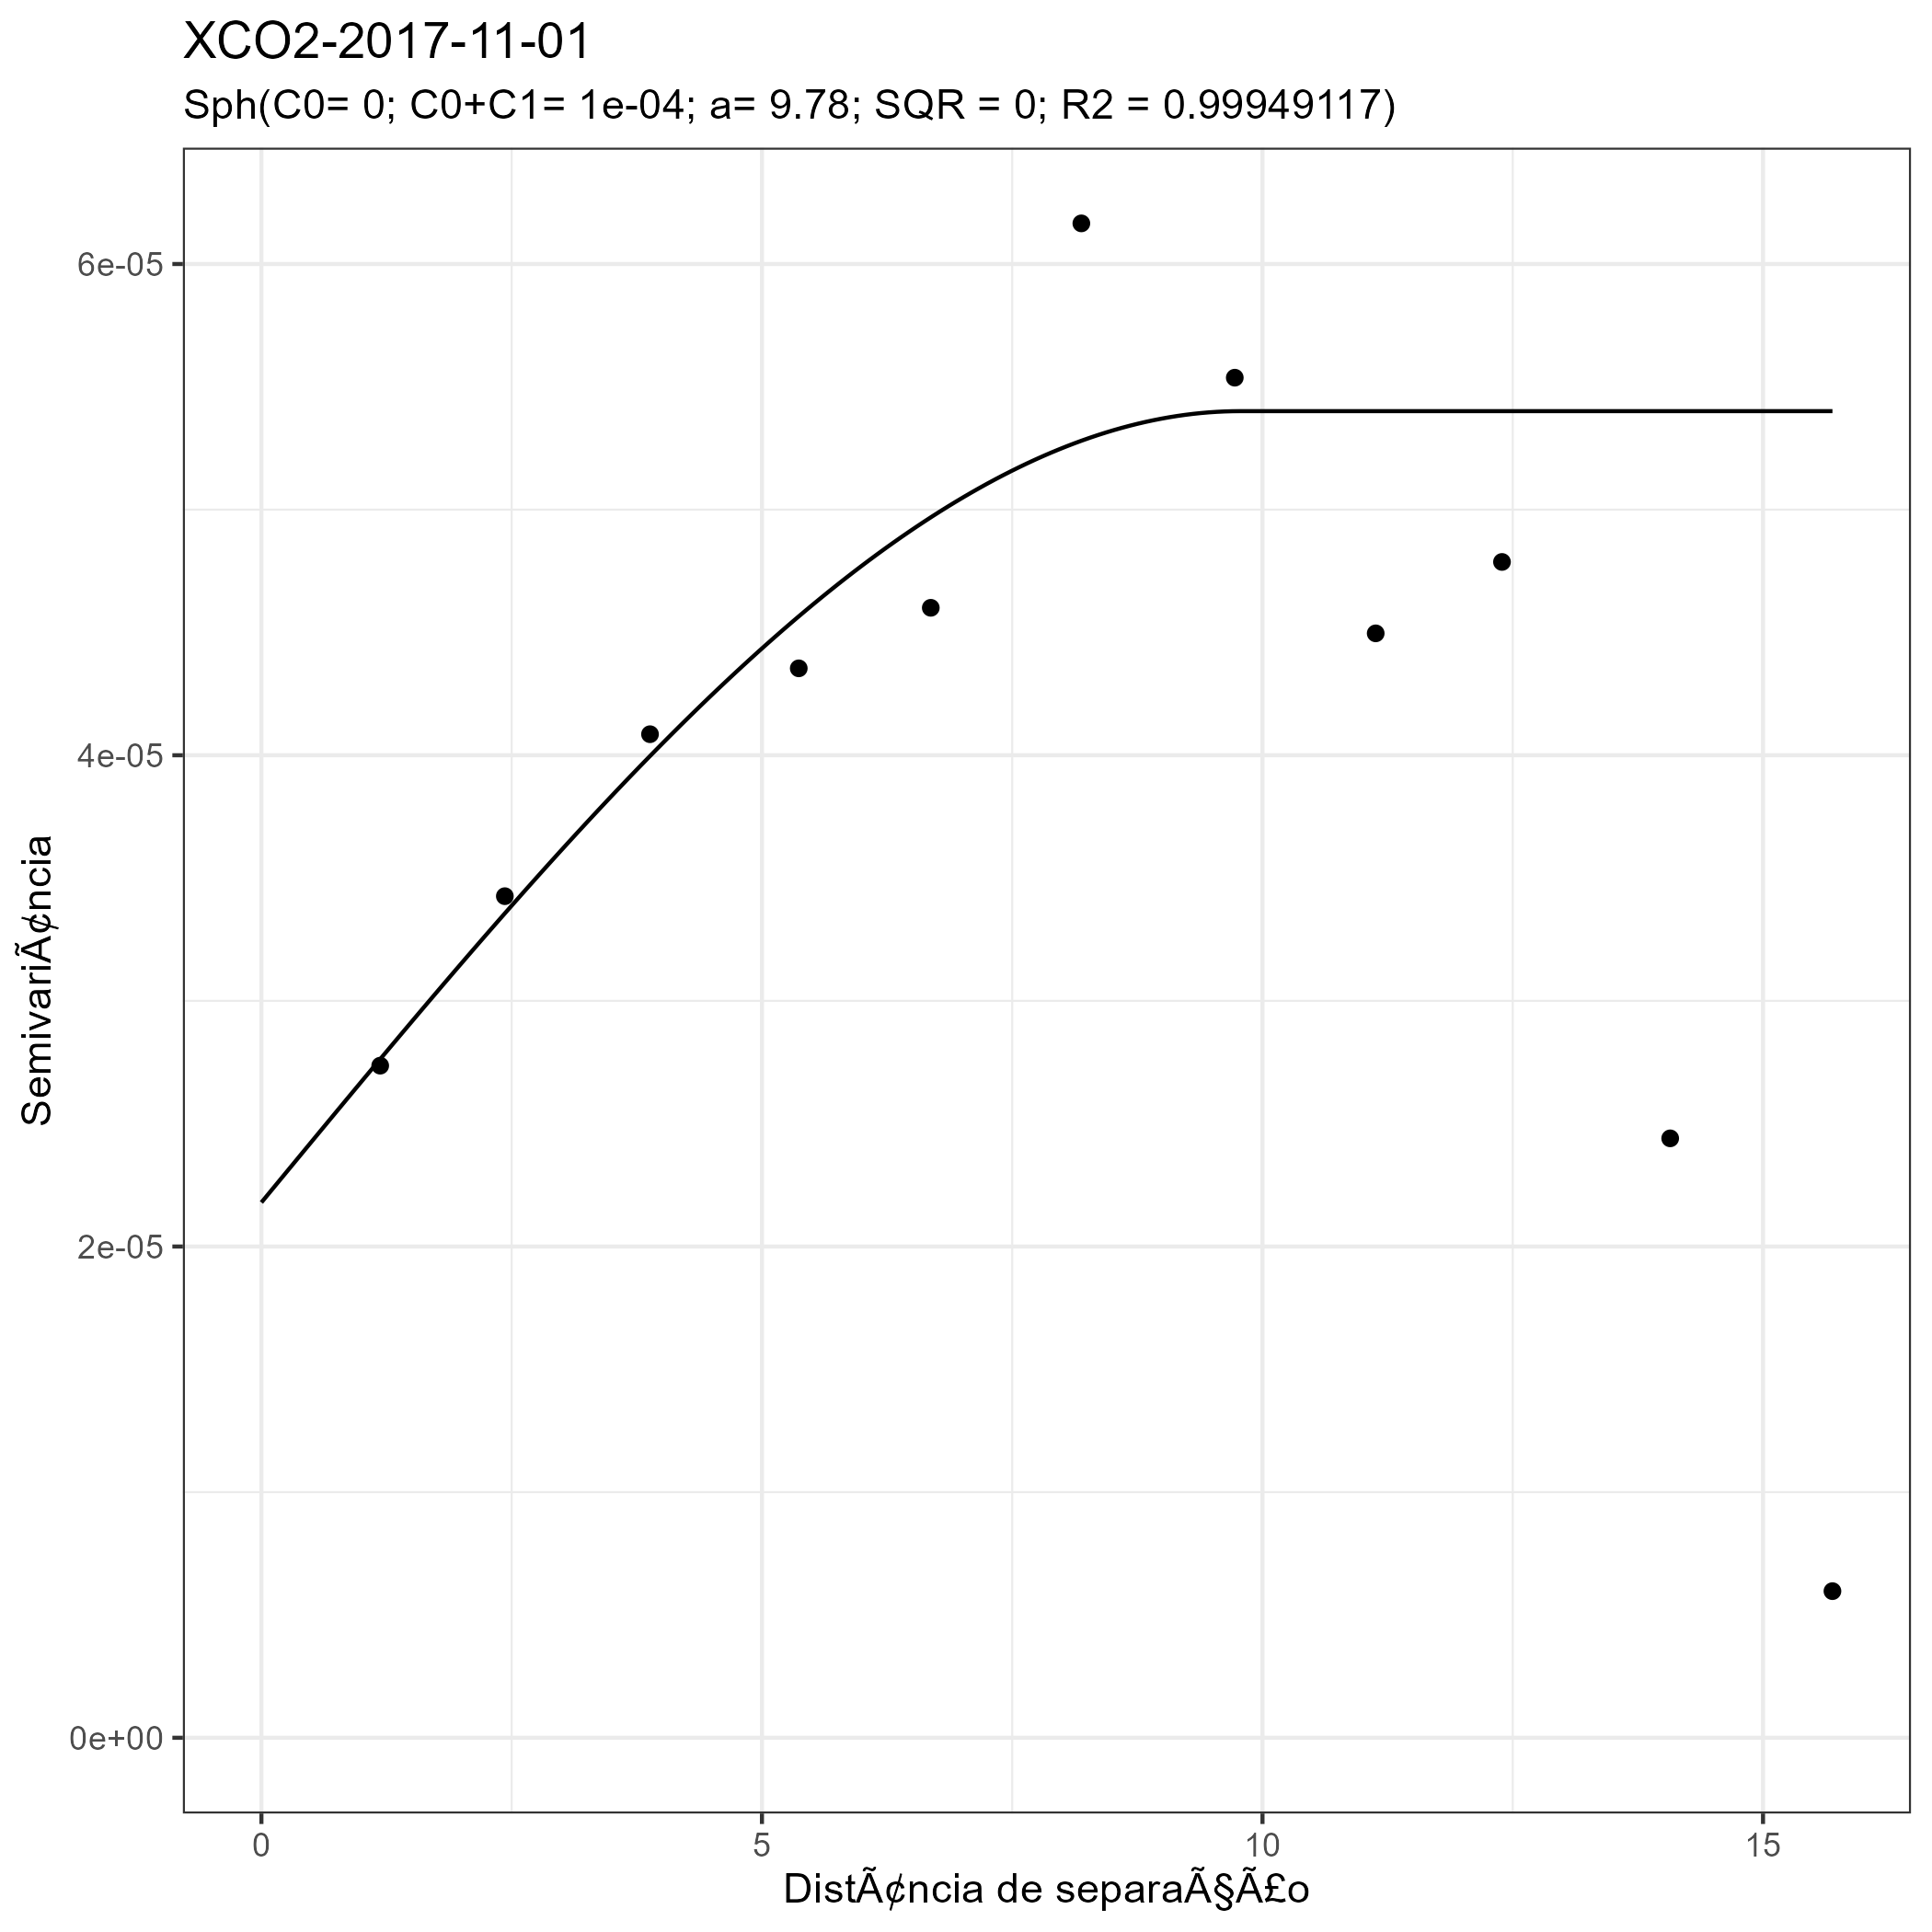 XCO2-2017-11-01
Sph(C0= 0; C0+C1= 1e-04; a= 9.78; SQR = 0; R2 = 0.99949117)
6e-05
4e-05
2e-05
0e+00
SemivariÃ¢ncia
0 5 10 15
DistÃ¢ncia de separaÃ§Ã£o